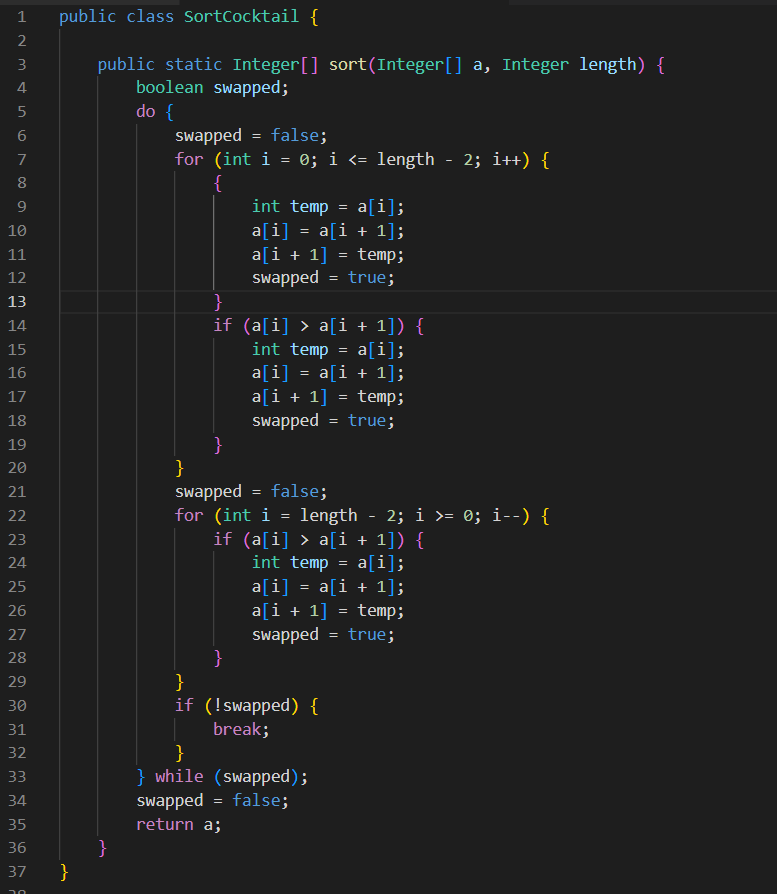 1 public class SortCocktail {
2
3     public static Integer[] sort(Integer[] a, Integer length) {
4         boolean swapped;
5         do {
6             swapped = false;
7             for (int i = 0; i <= length - 2; i++) {
8                 {
9                     int temp = a[i];
10                     a[i] = a[i + 1];
11                     a[i + 1] = temp;
12                     swapped = true;
13                 }
14                 if (a[i] > a[i + 1]) {
15                     int temp = a[i];
16                     a[i] = a[i + 1];
17                     a[i + 1] = temp;
18                     swapped = true;
19                 }
20             }
21             swapped = false;
22             for (int i = length - 2; i >= 0; i--) {
23                 if (a[i] > a[i + 1]) {
24                     int temp = a[i];
25                     a[i] = a[i + 1];
26                     a[i + 1] = temp;
27                     swapped = true;
28                 }
29             }
30             if (!swapped) {
31                 break;
32             }
33         } while (swapped);
34         swapped = false;
35         return a;
36     }
37 }